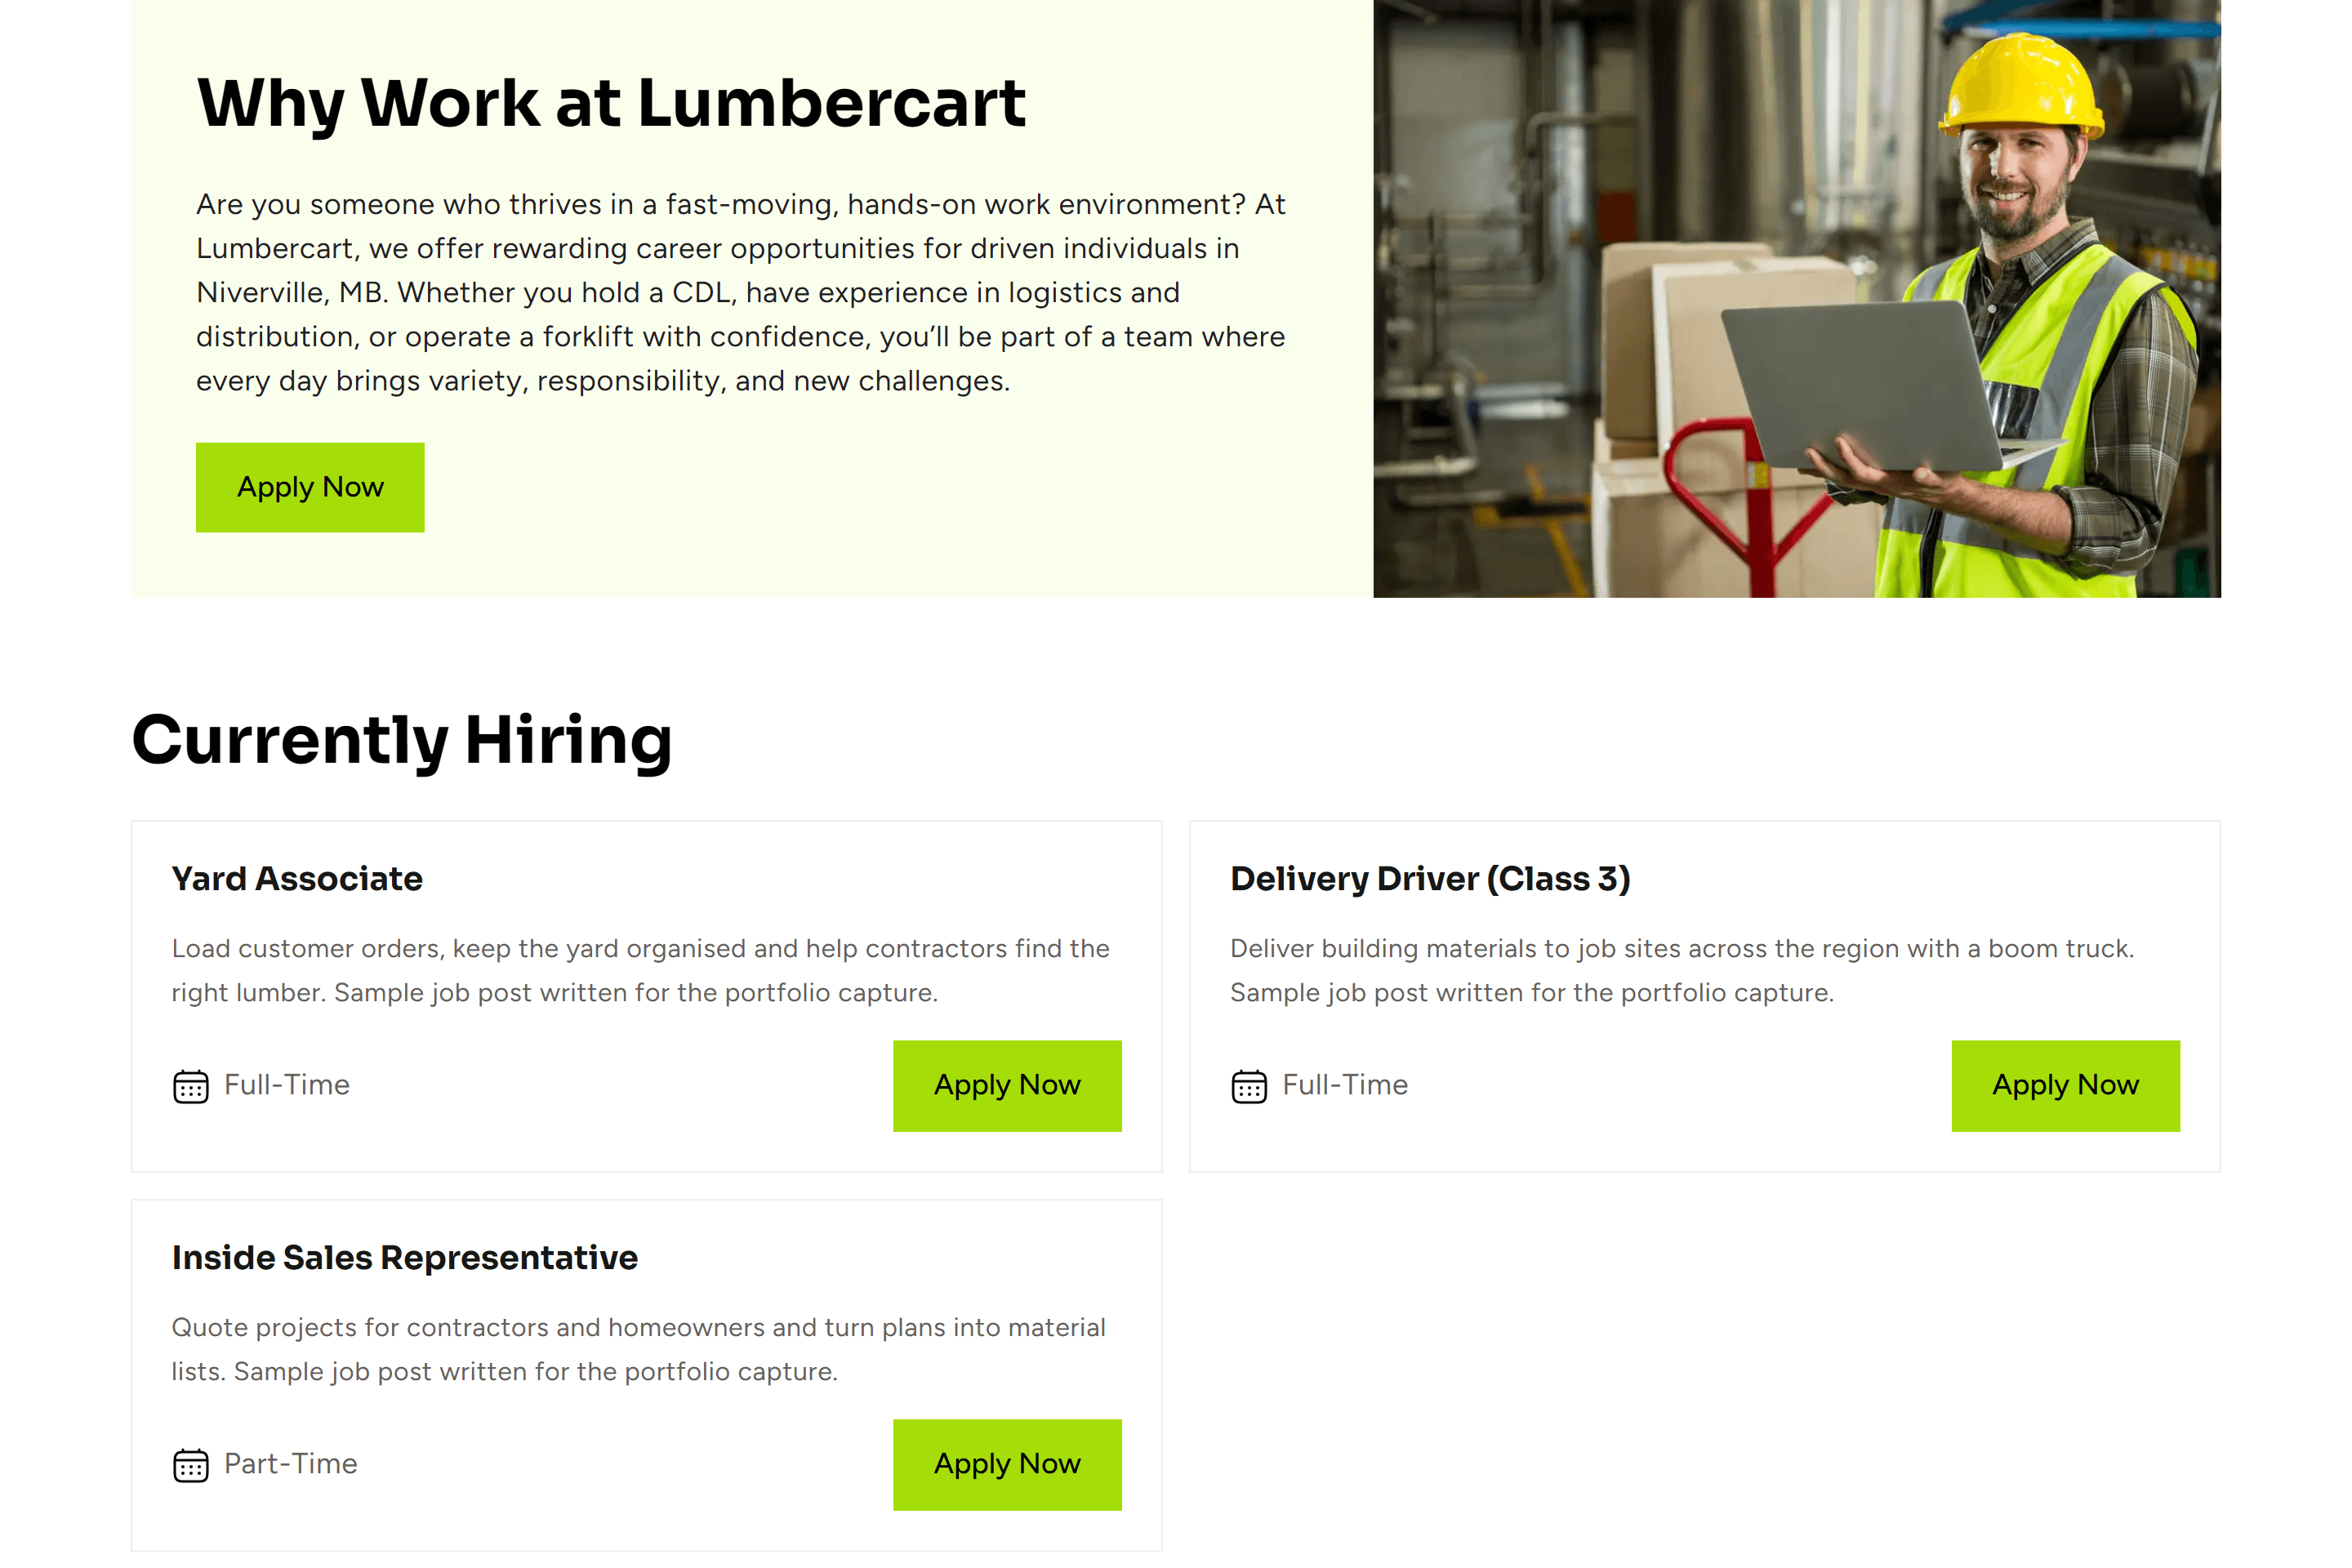 Why Work at Lumbercart
Are you someone who thrives in a fast-moving, hands-on work environment? At
Lumbercart, we offer rewarding career opportunities for driven individuals in
Niverville, MB. Whether you hold a CDL, have experience in logistics and
distribution, or operate a forklift with confidence, you’ll be part of a team where
every day brings variety, responsibility, and new challenges.
Apply Now
Currently Hiring
Yard Associate
Load customer orders, keep the yard organised and help contractors find the
right lumber. Sample job post written for the portfolio capture.
Full-Time
Apply Now
Delivery Driver (Class 3)
Deliver building materials to job sites across the region with a boom truck.
Sample job post written for the portfolio capture.
Full-Time
Apply Now
Inside Sales Representative
Quote projects for contractors and homeowners and turn plans into material
lists. Sample job post written for the portfolio capture.
Part-Time
Apply Now